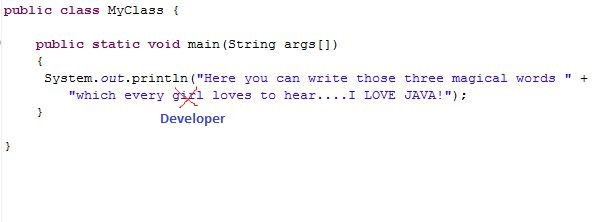 public class MyClass {
public static void main(String args[])
{
System.out.println("Here you can write those three magical words " +
"which every girl loves to hear....I LOVE JAVA!");
}
Developer
}